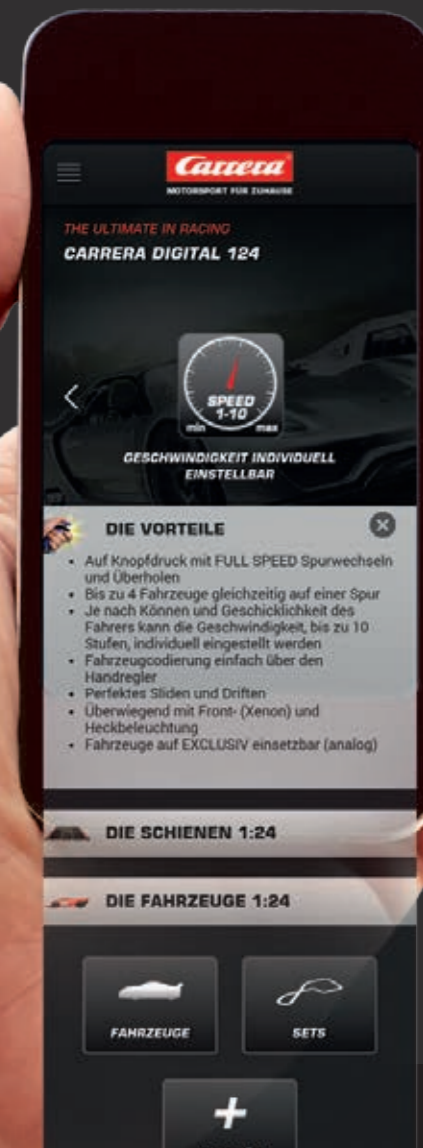 Carrera
MOTORSPORT FÜR ZUHAUSE
THE ULTIMATE IN RACING
CARRERA DIGITAL 124
SPEED
1-10
min max
GESCHWINDIGKEIT INDIVIDUELL
EINSTELLBAR
DIE VORTEILE
• Auf Knopfdruck mit FULL SPEED Spurwechseln
und Überholen
• Bis zu 4 Fahrzeuge gleichzeitig auf einer Spur
• Je nach Können und Geschicklichkeit des
Fahrers kann die Geschwindigkeit, bis zu 10
Stufen, individuell eingestellt werden
• Fahrzeugcodierung einfach über den
Handregler
• Perfektes Sliden und Driften
• Überwiegend mit Front- (Xenon) und
Heckbeleuchtung
• Fahrzeuge auf EXCLUSIV einsetzbar (analog)
DIE SCHIENEN 1:24
DIE FAHRZEUGE 1:24
FAHRZEUGE SETS